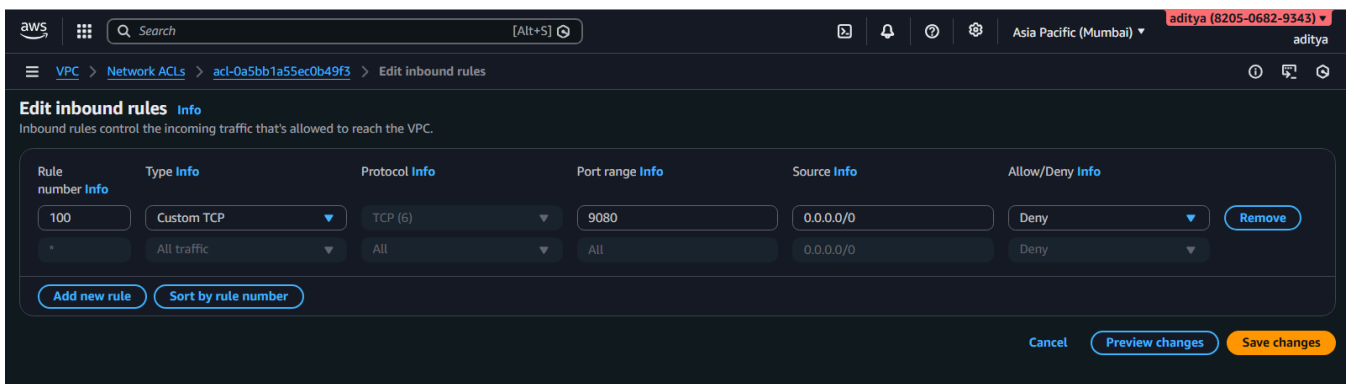 aws Search [Alt+S] Asia Pacific (Mumbai) aditya (8205-0682-9343)
aditya
VPC > Network ACLs > acl-0a5bb1a55ec0b49f3 > Edit inbound rules
Edit inbound rules Info
Inbound rules control the incoming traffic that's allowed to reach the VPC.
Rule number Info Type Info Protocol Info Port range Info Source Info Allow/Deny Info
100 Custom TCP TCP (6) 9080 0.0.0.0/0 Deny Remove
* All traffic All All 0.0.0.0/0 Deny
Add new rule Sort by rule number
Cancel Preview changes Save changes